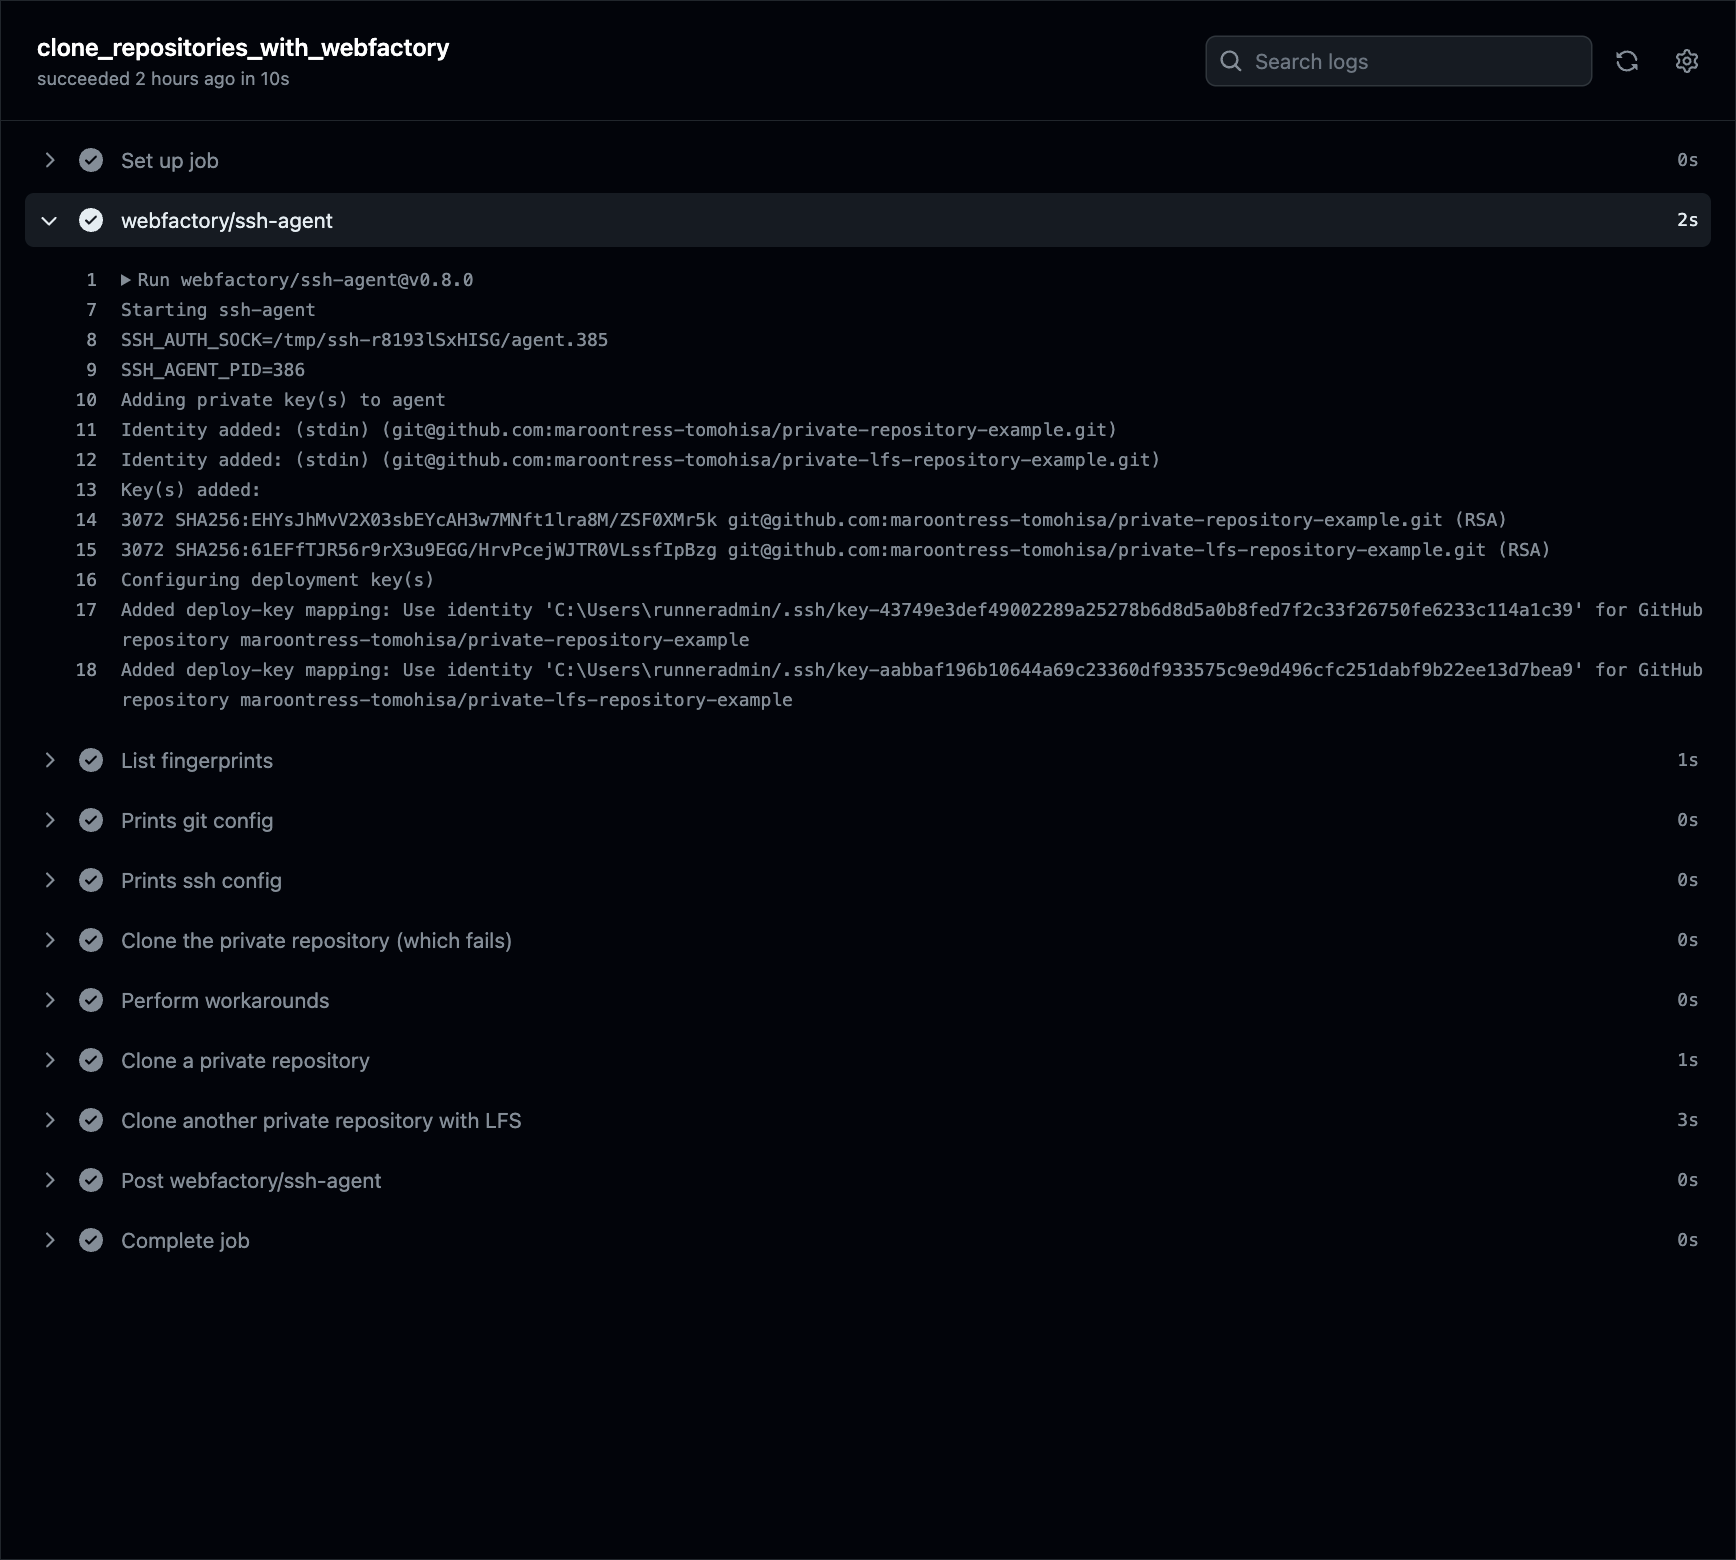 clone_repositories_with_webfactory
succeeded 2 hours ago in 10s
Search logs
Set up job 0s
webfactory/ssh-agent 2s
1 Run webfactory/ssh-agent@v0.8.0
7 Starting ssh-agent
8 SSH_AUTH_SOCK=/tmp/ssh-r8193lSxHISG/agent.385
9 SSH_AGENT_PID=386
10 Adding private key(s) to agent
11 Identity added: (stdin) (git@github.com:maroontress-tomohisa/private-repository-example.git)
12 Identity added: (stdin) (git@github.com:maroontress-tomohisa/private-lfs-repository-example.git)
13 Key(s) added:
14 3072 SHA256:EHYsJhMvV2X03sbEYcAH3w7MNft1lra8M/ZSF0XMr5k git@github.com:maroontress-tomohisa/private-repository-example.git (RSA)
15 3072 SHA256:61EFfTJR56r9rX3u9EGG/HrvPcejWJTR0VLssfIpBzg git@github.com:maroontress-tomohisa/private-lfs-repository-example.git (RSA)
16 Configuring deployment key(s)
17 Added deploy-key mapping: Use identity 'C:\Users\runneradmin/.ssh/key-43749e3def49002289a25278b6d8d5a0b8fed7f2c33f26750fe6233c114a1c39' for GitHub
repository maroontress-tomohisa/private-repository-example
18 Added deploy-key mapping: Use identity 'C:\Users\runneradmin/.ssh/key-aabbaf196b10644a69c23360df933575c9e9d496cfc251dabf9b22ee13d7bea9' for GitHub
repository maroontress-tomohisa/private-lfs-repository-example
List fingerprints 1s
Prints git config 0s
Prints ssh config 0s
Clone the private repository (which fails) 0s
Perform workarounds 0s
Clone a private repository 1s
Clone another private repository with LFS 3s
Post webfactory/ssh-agent 0s
Complete job 0s